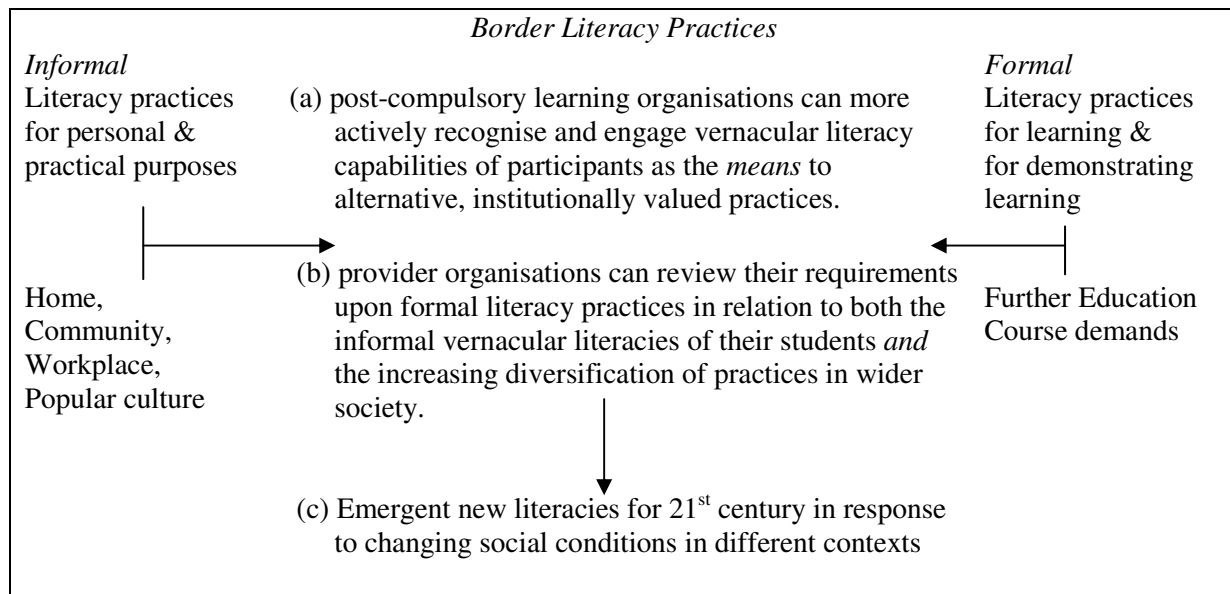 Border Literacy Practices
Informal
Literacy practices
for personal &
practical purposes
Home,
Community,
Workplace,
Popular culture
(a) post-compulsory learning organisations can more
actively recognise and engage vernacular literacy
capabilities of participants as the means to
alternative, institutionally valued practices.
(b) provider organisations can review their requirements
upon formal literacy practices in relation to both the
informal vernacular literacies of their students and
the increasing diversification of practices in wider
society.
(c) Emergent new literacies for 21st century in response
to changing social conditions in different contexts
Formal
Literacy practices
for learning &
for demonstrating
learning
Further Education
Course demands